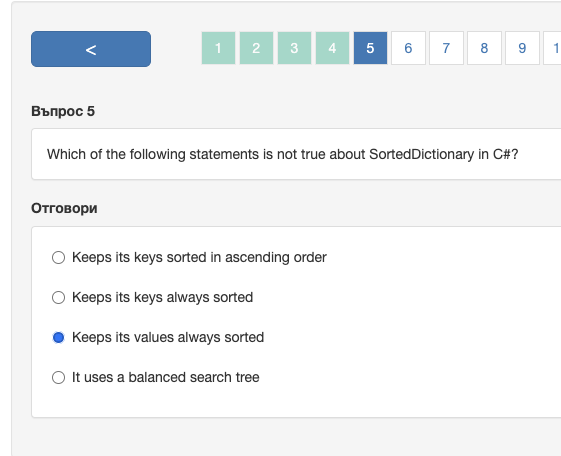 <
1 2 3 4 5 6 7 8 9 1
Въпрос 5
Which of the following statements is not true about SortedDictionary in C#?
Отговори
Keeps its keys sorted in ascending order
Keeps its keys always sorted
Keeps its values always sorted
It uses a balanced search tree